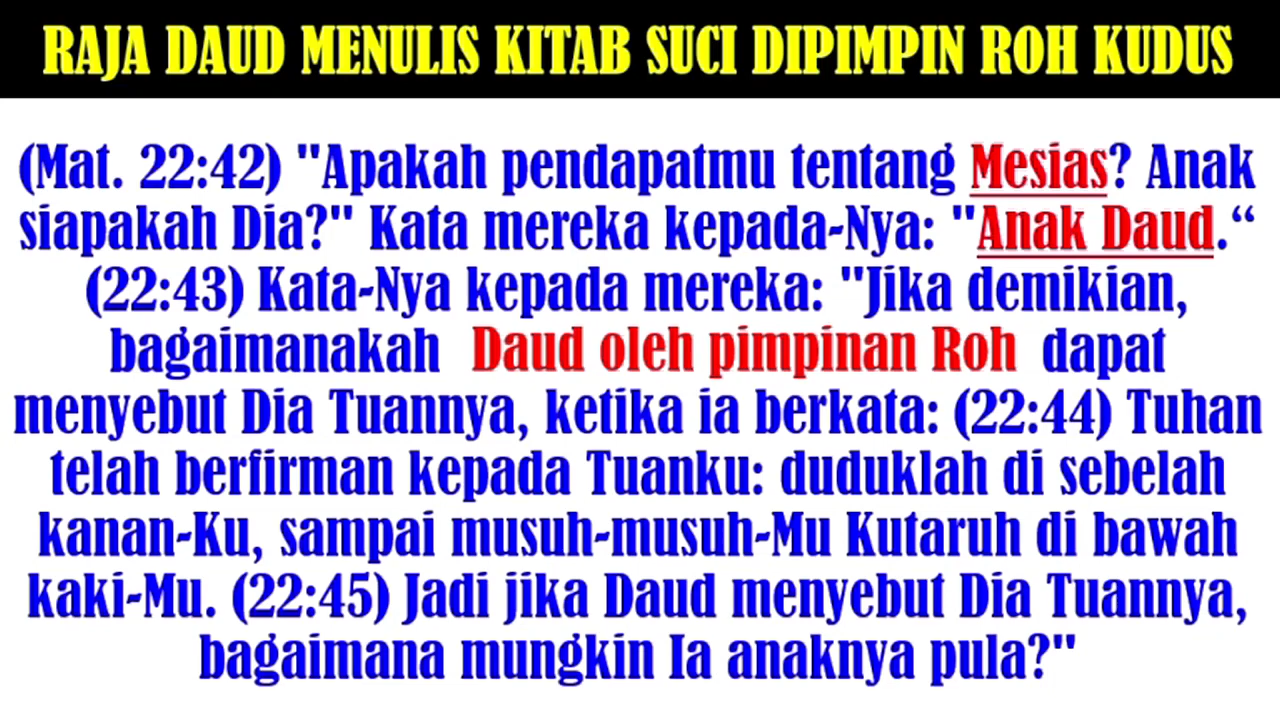 RAJA DAUD MENULIS KITAB SUCI DIPIMPIN ROH KUDUS
(Mat. 22:42) "Apakah pendapatmu tentang Mesias? Anak
siapakah Dia?" Kata mereka kepada-Nya: "Anak Daud.“
(22:43) Kata-Nya kepada mereka: "Jika demikian,
bagaimanakah Daud oleh pimpinan Roh dapat
menyebut Dia Tuannya, ketika ia berkata: (22:44) Tuhan
telah berfirman kepada Tuanku: duduklah di sebelah
kanan-Ku, sampai musuh-musuh-Mu Kutaruh di bawah
kaki-Mu. (22:45) Jadi jika Daud menyebut Dia Tuannya,
bagaimana mungkin Ia anaknya pula?"